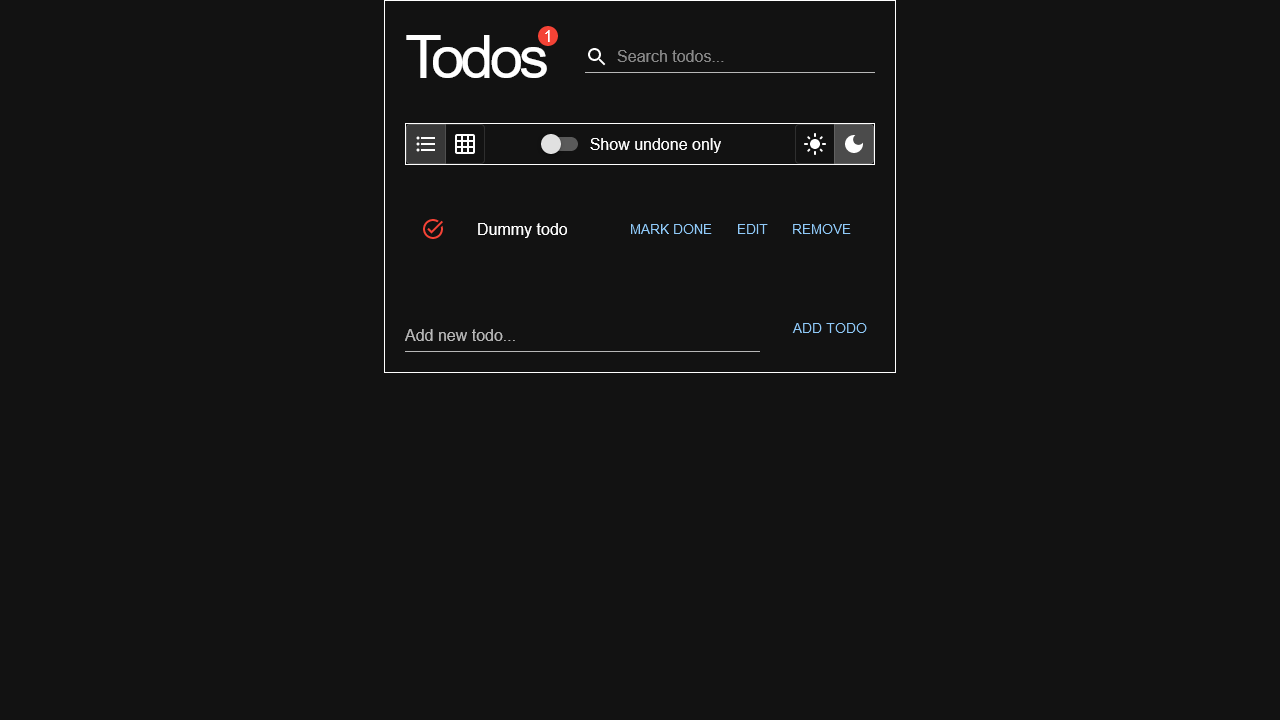 Todos 1
Search todos...
Show undone only
Dummy todo MARK DONE EDIT REMOVE
Add new todo... ADD TODO